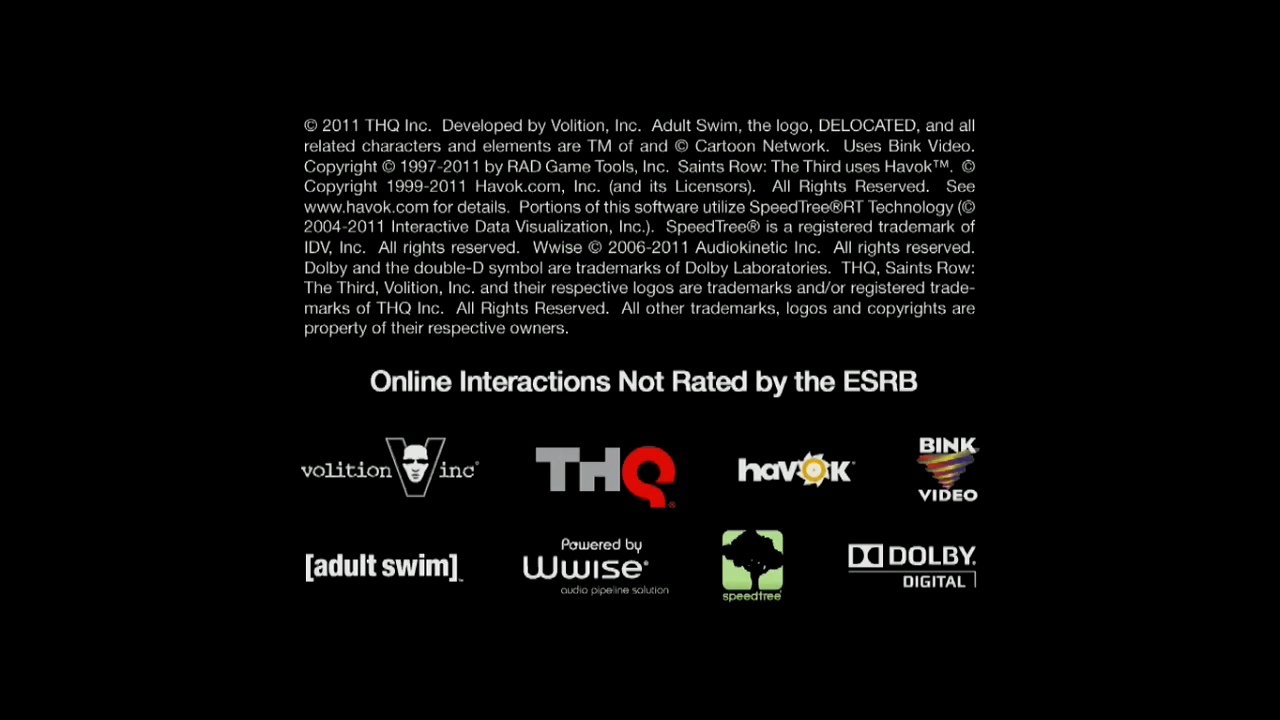 © 2011 THQ Inc. Developed by Volition, Inc. Adult Swim, the logo, DELOCATED, and all
related characters and elements are TM of and © Cartoon Network. Uses Bink Video.
Copyright © 1997-2011 by RAD Game Tools, Inc. Saints Row: The Third uses Havok™. ©
Copyright 1999-2011 Havok.com, Inc. (and its Licensors). All Rights Reserved. See
www.havok.com for details. Portions of this software utilize SpeedTree®RT Technology (©
2004-2011 Interactive Data Visualization, Inc.). SpeedTree® is a registered trademark of
IDV, Inc. All rights reserved. Wwise © 2006-2011 Audiokinetic Inc. All rights reserved.
Dolby and the double-D symbol are trademarks of Dolby Laboratories. THQ, Saints Row:
The Third, Volition, Inc. and their respective logos are trademarks and/or registered trade-
marks of THQ Inc. All Rights Reserved. All other trademarks, logos and copyrights are
property of their respective owners.
Online Interactions Not Rated by the ESRB
volition V inc®
THQ®
havok
BINK
VIDEO
[adult swim]™
Powered by
Wwise®
audio pipeline solution
speedtree
DOLBY®
DIGITAL